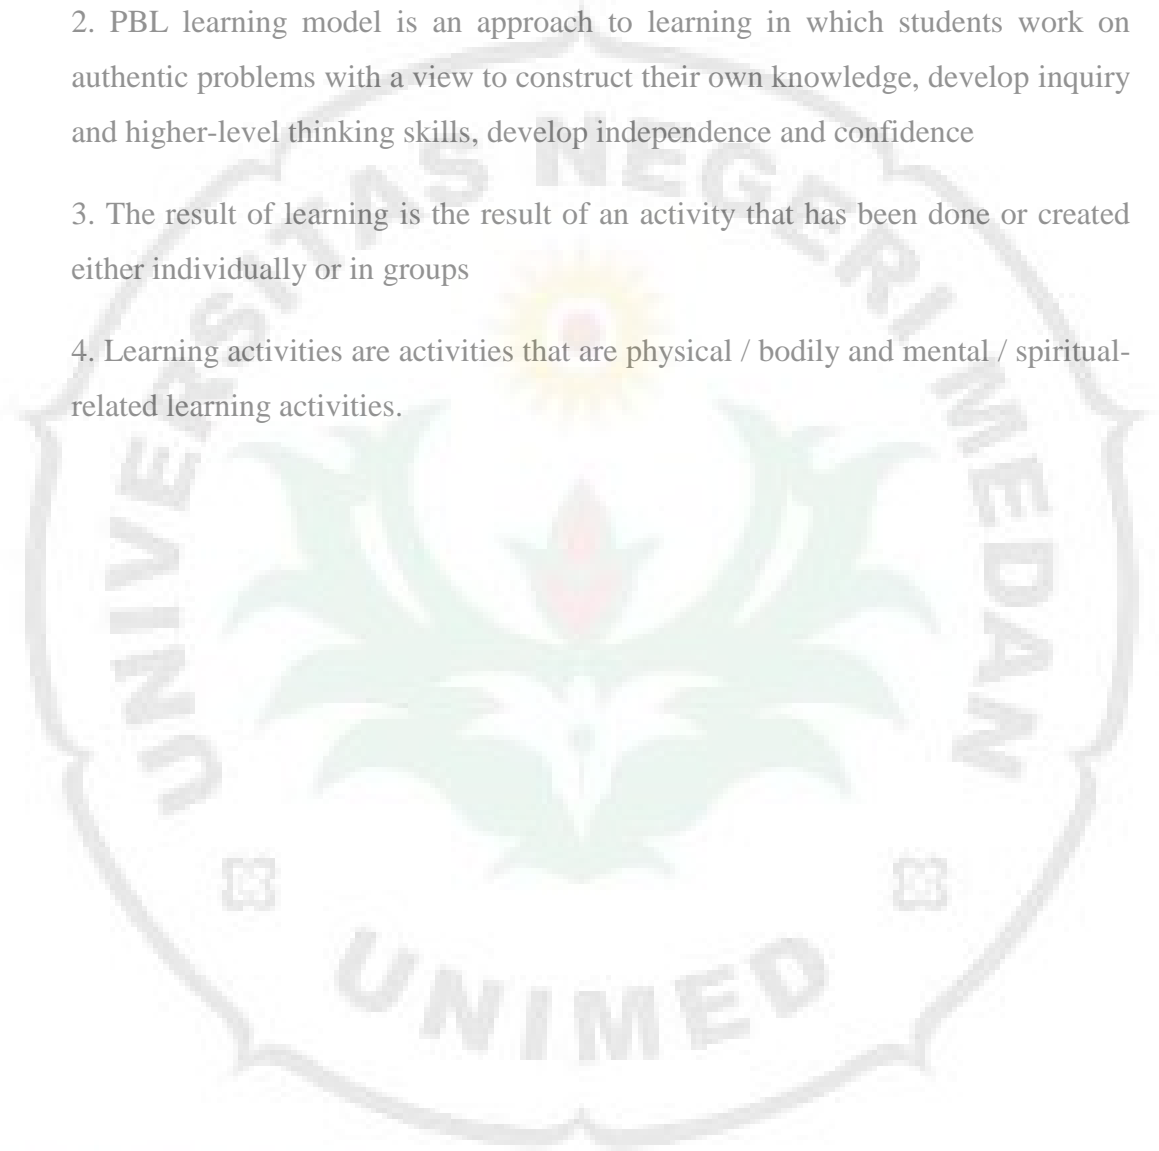 2. PBL learning model is an approach to learning in which students work on
authentic problems with a view to construct their own knowledge, develop inquiry
and higher-level thinking skills, develop independence and confidence
3. The result of learning is the result of an activity that has been done or created
either individually or in groups
4. Learning activities are activities that are physical / bodily and mental / spiritual-
related learning activities.
UNIVERSITAS NEGERI MEDAN
UNIMED